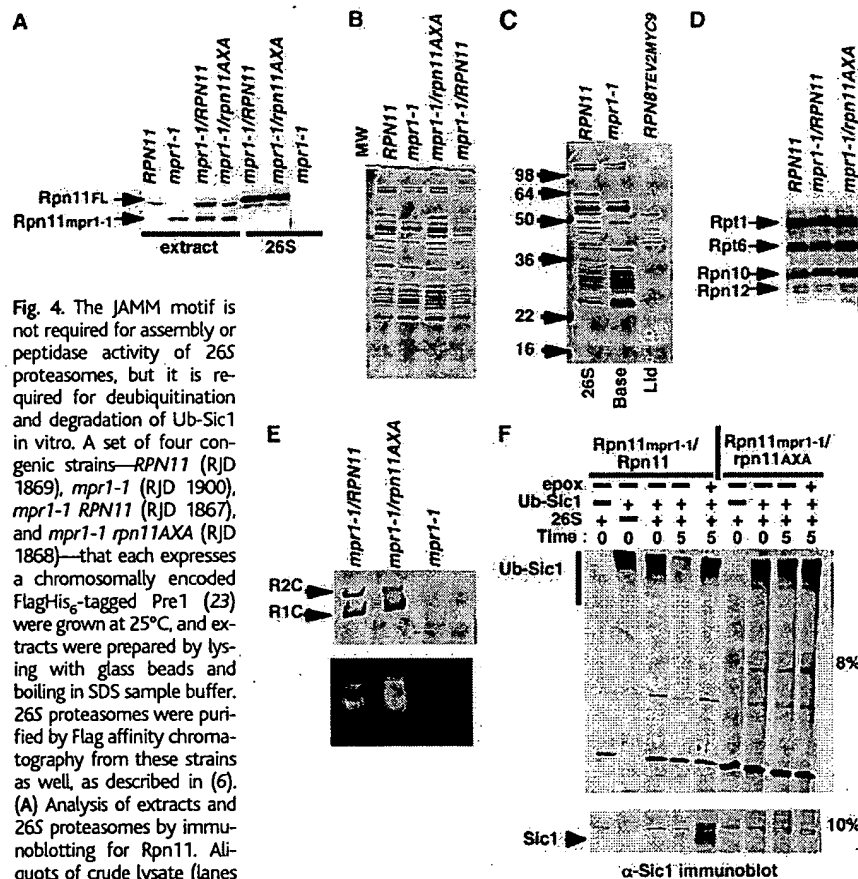 A
RPN11
mpr1-1
mpr1-1/RPN11
mpr1-1/rpn11AXA
mpr1-1/RPN11
mpr1-1/rpn11AXA
mpr1-1
Rpn11FL
Rpn11mpr1-1
extract
26S
B
MW
RPN11
mpr1-1
mpr1-1/rpn11AXA
mpr1-1/RPN11
C
RPN11
mpr1-1
RPN8TEV2MYC9
98
64
50
36
22
16
26S
Base
Lid
D
RPN11
mpr1-1/RPN11
mpr1-1/rpn11AXA
Rpt1
Rpt6
Rpn10
Rpn12
Fig. 4. The JAMM motif is
not required for assembly or
peptidase activity of 26S
proteasomes, but it is re-
quired for deubiquitination
and degradation of Ub-Sic1
in vitro. A set of four con-
genic strains—RPN11 (RJD
1869), mpr1-1 (RJD 1900),
mpr1-1 RPN11 (RJD 1867),
and mpr1-1 rpn11AXA (RJD
1868)—that each expresses
a chromosomally encoded
FlagHis6-tagged Pre1 (23)
were grown at 25°C, and ex-
tracts were prepared by lys-
ing with glass beads and
boiling in SDS sample buffer.
26S proteasomes were puri-
fied by Flag affinity chroma-
tography from these strains
as well, as described in (6).
(A) Analysis of extracts and
26S proteasomes by immu-
noblotting for Rpn11. Ali-
quots of crude lysate (lanes
E
mpr1-1/RPN11
mpr1-1/rpn11AXA
mpr1-1
R2C
R1C
F
Rpn11mpr1-1/
Rpn11
Rpn11mpr1-1/
rpn11AXA
epox – – – – + – – – +
Ub-Sic1 – + + + + – + + +
26S + – + + + + + + +
Time : 0 0 0 5 5 0 0 5 5
Ub-Sic1
8%
Sic1
10%
α-Sic1 immunoblot